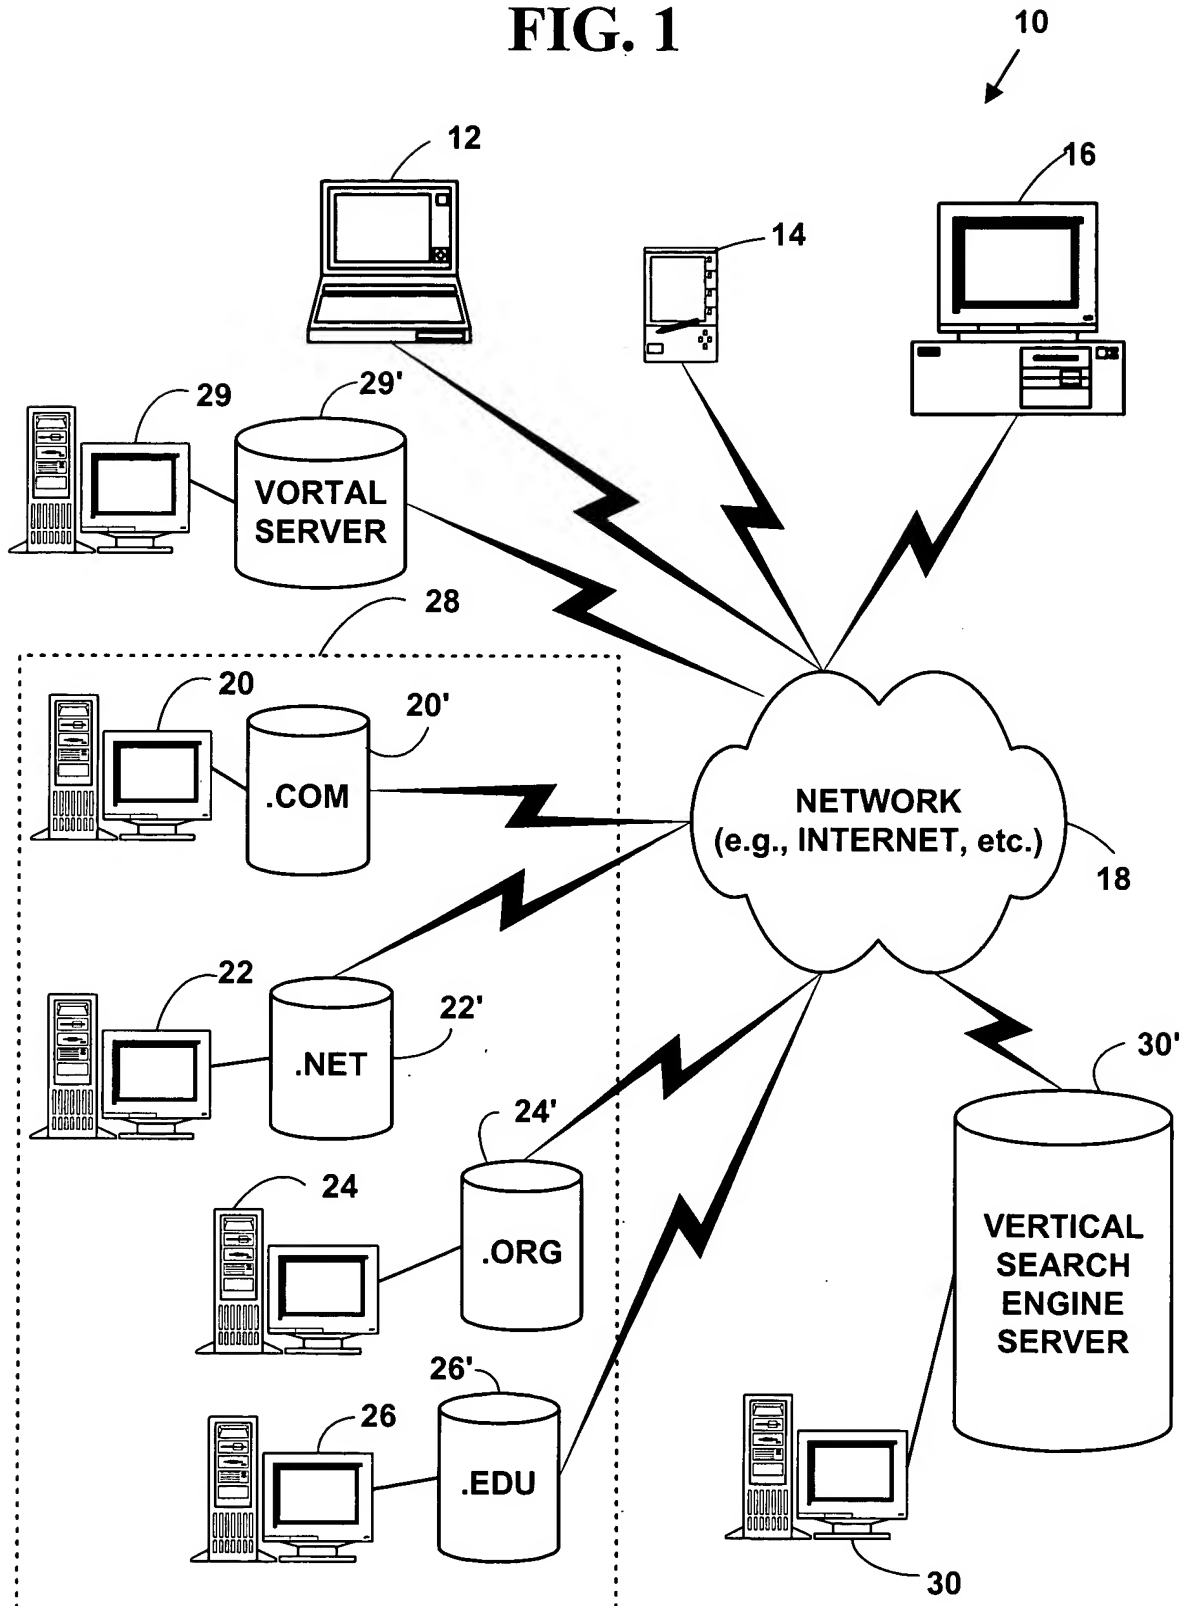 FIG. 1
10
12
16
14
29'
29
VORTAL
SERVER
28
20
20'
.COM
NETWORK
(e.g., INTERNET, etc.)
18
22
22'
.NET
30'
24'
24
.ORG
VERTICAL
SEARCH
ENGINE
SERVER
26'
26
.EDU
30